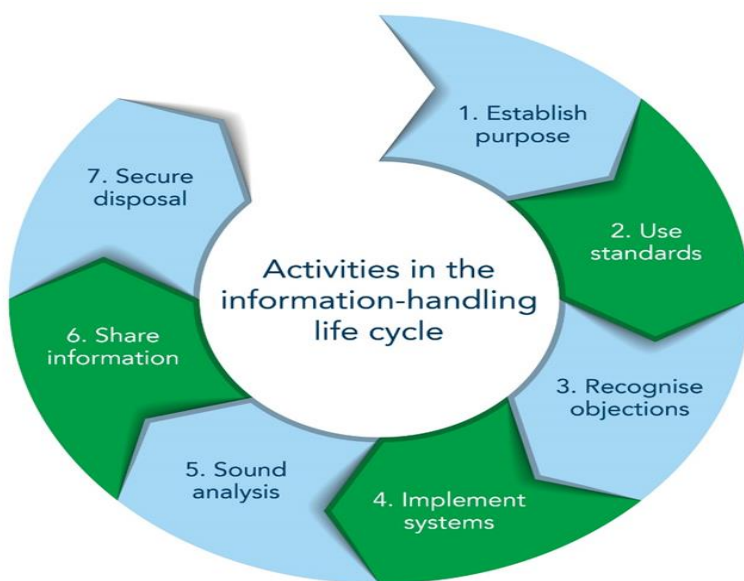 1. Establish
purpose
2. Use
standards
3. Recognise
objections
4. Implement
systems
5. Sound
analysis
6. Share
information
7. Secure
disposal
Activities in the
information-handling
life cycle